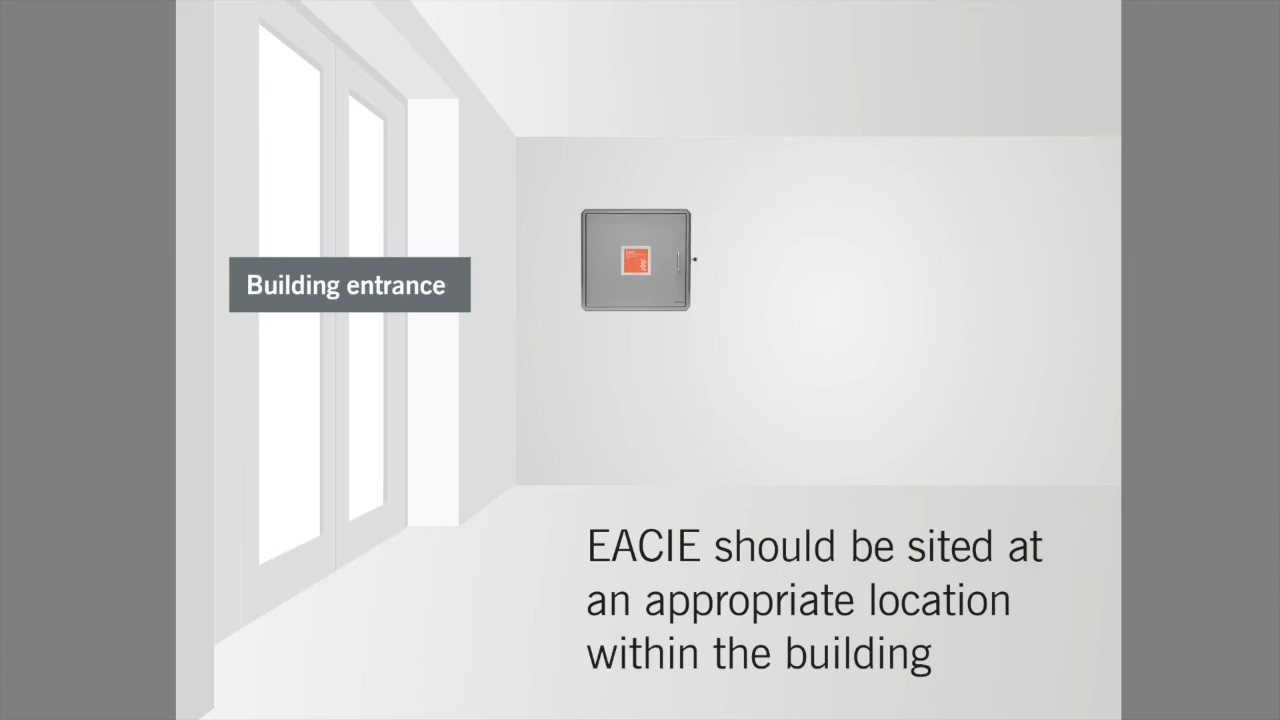 Building entrance
EACIE should be sited at
an appropriate location
within the building